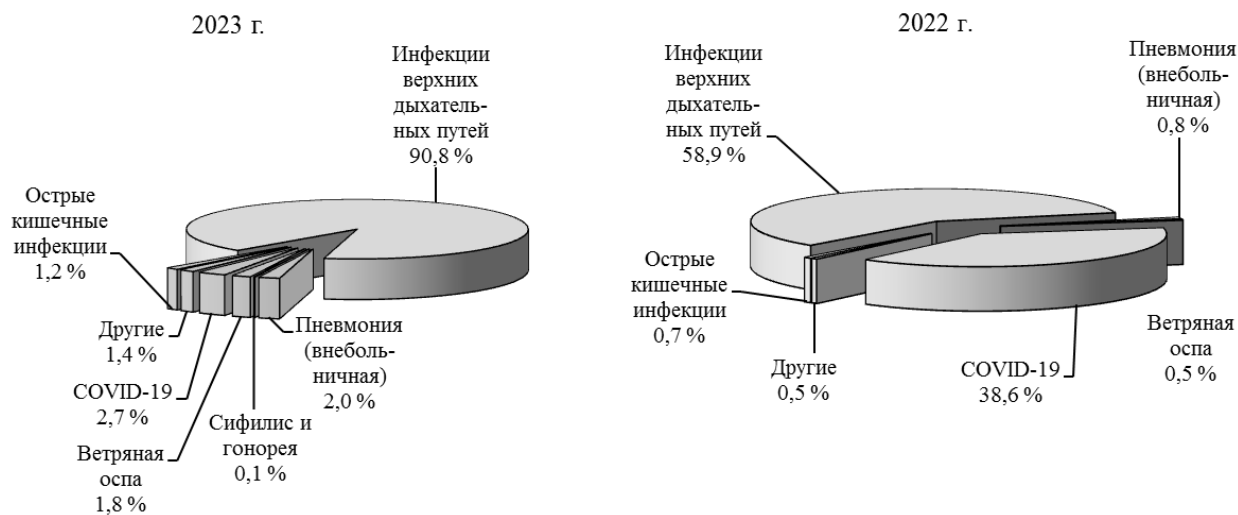 2023 г.
Инфекции
верхних
дыхатель-
ных путей
90,8 %
Острые
кишечные
инфекции
1,2 %
Другие
1,4 %
COVID-19
2,7 %
Ветряная
оспа
1,8 %
Сифилис и
гонорея
0,1 %
Пневмония
(внеболь-
ничная)
2,0 %
2022 г.
Инфекции
верхних
дыхатель-
ных путей
58,9 %
Пневмония
(внеболь-
ничная)
0,8 %
Острые
кишечные
инфекции
0,7 %
Другие
0,5 %
COVID-19
38,6 %
Ветряная
оспа
0,5 %